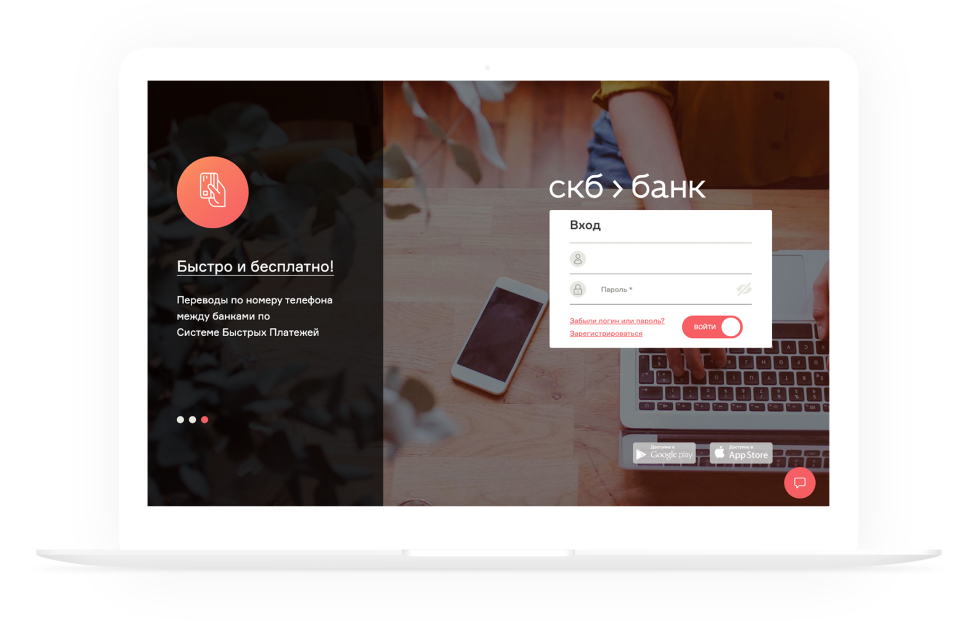 Быстро и бесплатно!
Переводы по номеру телефона
между банками по
Системе Быстрых Платежей
скб › банк
Вход
Пароль *
Забыли логин или пароль?
Зарегистрироваться
ВОЙТИ
Доступно в
Google play
Доступно в
App Store